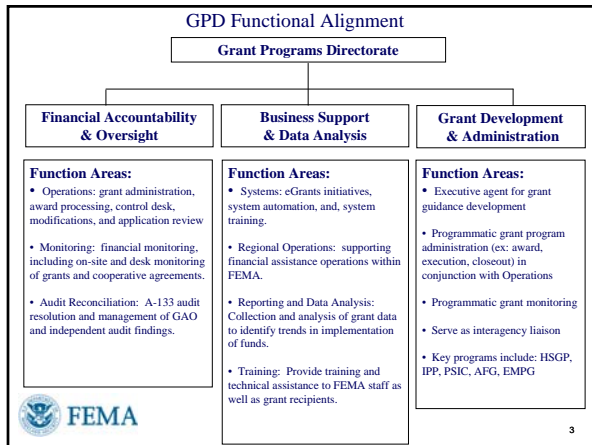 GPD Functional Alignment
Grant Programs Directorate
Financial Accountability
& Oversight
Function Areas:
• Operations: grant administration,
award processing, control desk,
modifications, and application review
• Monitoring: financial monitoring,
including on-site and desk monitoring
of grants and cooperative agreements.
• Audit Reconciliation: A-133 audit
resolution and management of GAO
and independent audit findings.
Business Support
& Data Analysis
Function Areas:
• Systems: eGrants initiatives,
system automation, and, system
training.
• Regional Operations: supporting
financial assistance operations within
FEMA.
• Reporting and Data Analysis:
Collection and analysis of grant data
to identify trends in implementation
of funds.
• Training: Provide training and
technical assistance to FEMA staff as
well as grant recipients.
Grant Development
& Administration
Function Areas:
• Executive agent for grant
guidance development
• Programmatic grant program
administration (ex: award,
execution, closeout) in
conjunction with Operations
• Programmatic grant monitoring
• Serve as interagency liaison
• Key programs include: HSGP,
IPP, PSIC, AFG, EMPG
FEMA
3